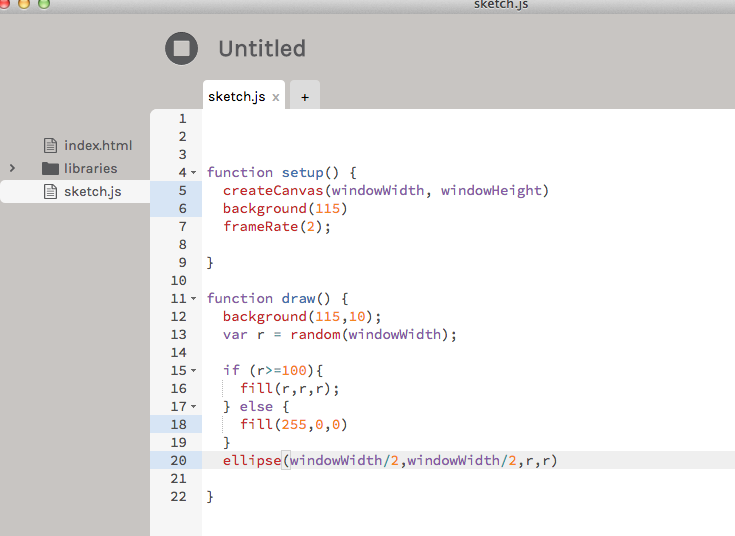 sketch.js
Untitled
sketch.js x +
index.html
libraries
sketch.js
1
2
3
4 function setup() {
5 createCanvas(windowWidth, windowHeight)
6 background(115)
7 frameRate(2);
8
9 }
10
11 function draw() {
12 background(115,10);
13 var r = random(windowWidth);
14
15 if (r>=100){
16 fill(r,r,r);
17 } else {
18 fill(255,0,0)
19 }
20 ellipse(windowWidth/2,windowWidth/2,r,r)
21
22 }